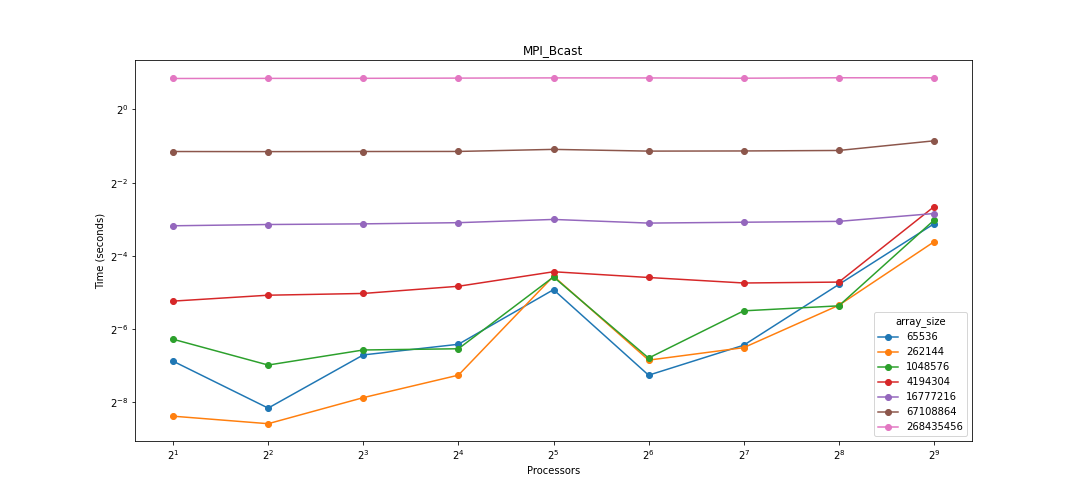 MPI_Bcast
Time (seconds)
2^0
2^-2
2^-4
2^-6
2^-8
2^1 2^2 2^3 2^4 2^5 2^6 2^7 2^8 2^9
Processors
array_size
65536
262144
1048576
4194304
16777216
67108864
268435456